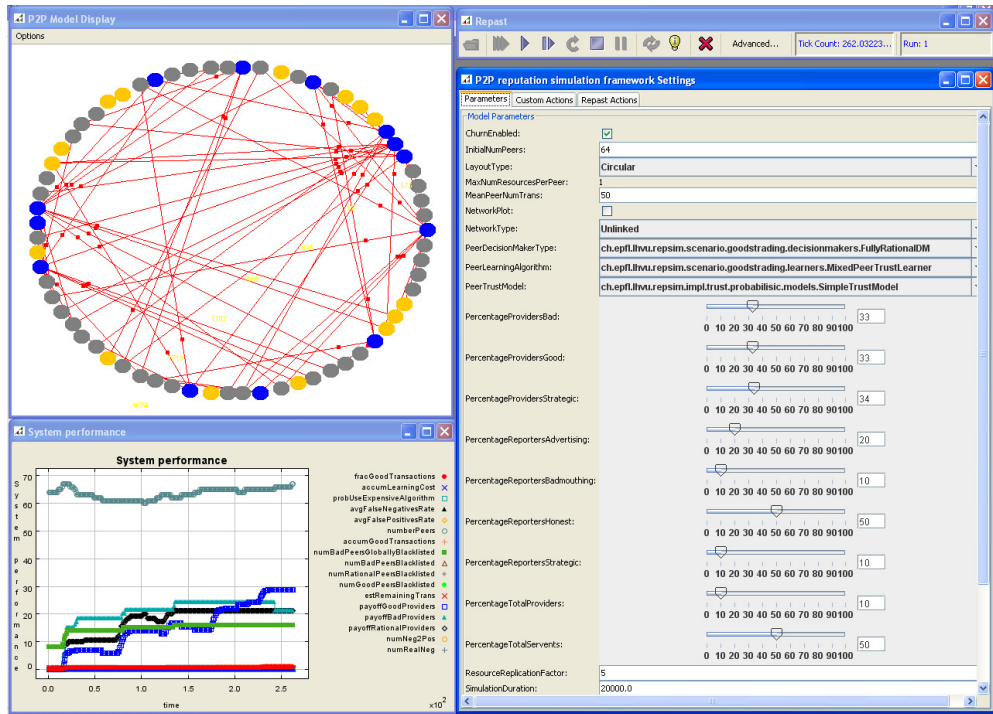 P2P Model Display
Options
1674
System performance
System performance
System performance
70
60
50
40
30
20
10
0
0.0 0.5 1.0 1.5 2.0 2.5
time
x10²
fracGoodTransactions
accumLearningCost
probUseExpensiveAlgorithm
avgFalseNegativesRate
avgFalsePositivesRate
numberPeers
accumGoodTransactions
numBadPeersGloballyBlacklisted
numBadPeersBlacklisted
numRationalPeersBlacklisted
numGoodPeersBlacklisted
estRemainingTrans
payoffGoodProviders
payoffBadProviders
payoffRationalProviders
numNeg2Pos
numRealNeg
Repast
Advanced...
Tick Count: 262.03223...
Run: 1
P2P reputation simulation framework Settings
Parameters Custom Actions Repast Actions
Model Parameters
ChurnEnabled:
InitialNumPeers: 64
LayoutType: Circular
MaxNumResourcesPerPeer: 1
MeanPeerNumTrans: 50
NetworkPlot:
NetworkType: Unlinked
PeerDecisionMakerType: ch.epfl.lhvu.repsim.scenario.goodstrading.decisionmakers.FullyRationalDM
PeerLearningAlgorithm: ch.epfl.lhvu.repsim.scenario.goodstrading.learners.MixedPeerTrustLearner
PeerTrustModel: ch.epfl.lhvu.repsim.impl.trust.probabilisic.models.SimpleTrustModel
PercentageProvidersBad: 33
0 10 20 30 40 50 60 70 80 90100
PercentageProvidersGood: 33
0 10 20 30 40 50 60 70 80 90100
PercentageProvidersStrategic: 34
0 10 20 30 40 50 60 70 80 90100
PercentageReportersAdvertising: 20
0 10 20 30 40 50 60 70 80 90100
PercentageReportersBadmouthing: 10
0 10 20 30 40 50 60 70 80 90100
PercentageReportersHonest: 50
0 10 20 30 40 50 60 70 80 90100
PercentageReportersStrategic: 10
0 10 20 30 40 50 60 70 80 90100
PercentageTotalProviders: 10
0 10 20 30 40 50 60 70 80 90100
PercentageTotalServents: 50
0 10 20 30 40 50 60 70 80 90100
ResourceReplicationFactor: 5
SimulationDuration: 20000.0